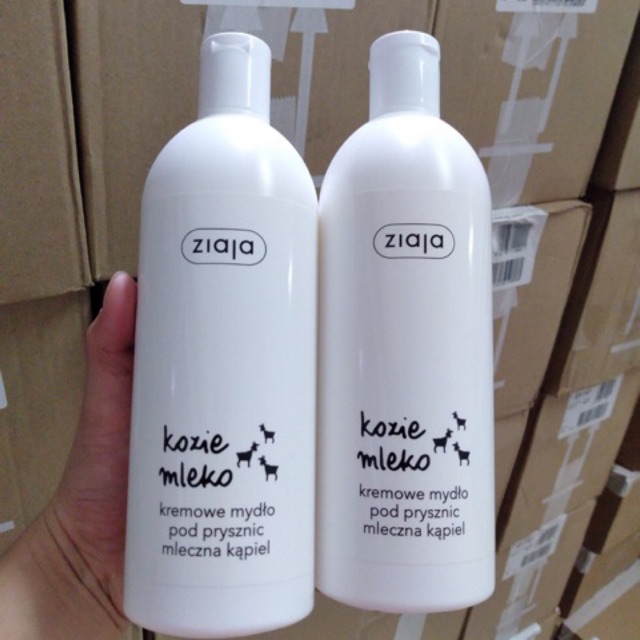 ziaja
kozie
mleko
kremowe mydło
pod prysznic
mleczna kąpiel
ziaja
kozie
mleko
kremowe mydło
pod prysznic
mleczna kąpiel